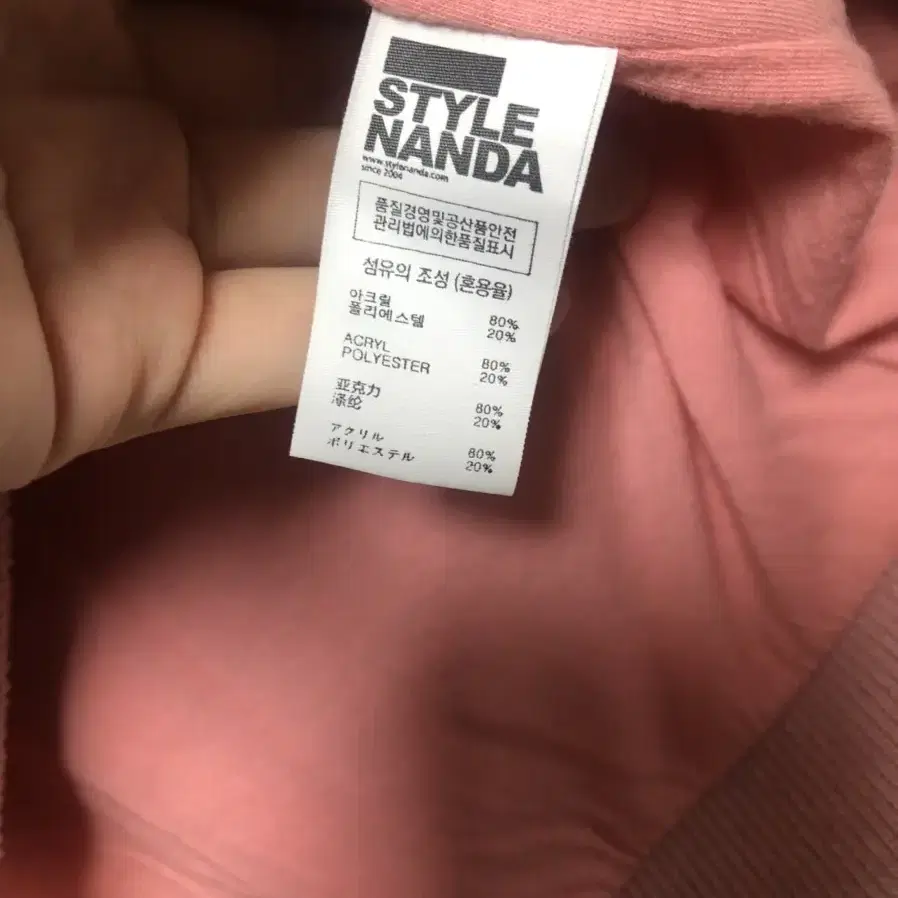 STYLE
NANDA
www.stylenanda.com
since 2004
품질경영및공산품안전
관리법에의한품질표시
섬유의 조성 (혼용율)
아크릴 80%
폴리에스텔 20%
ACRYL 80%
POLYESTER 20%
亚克力 80%
涤纶 20%
アクリル 80%
ポリエステル 20%